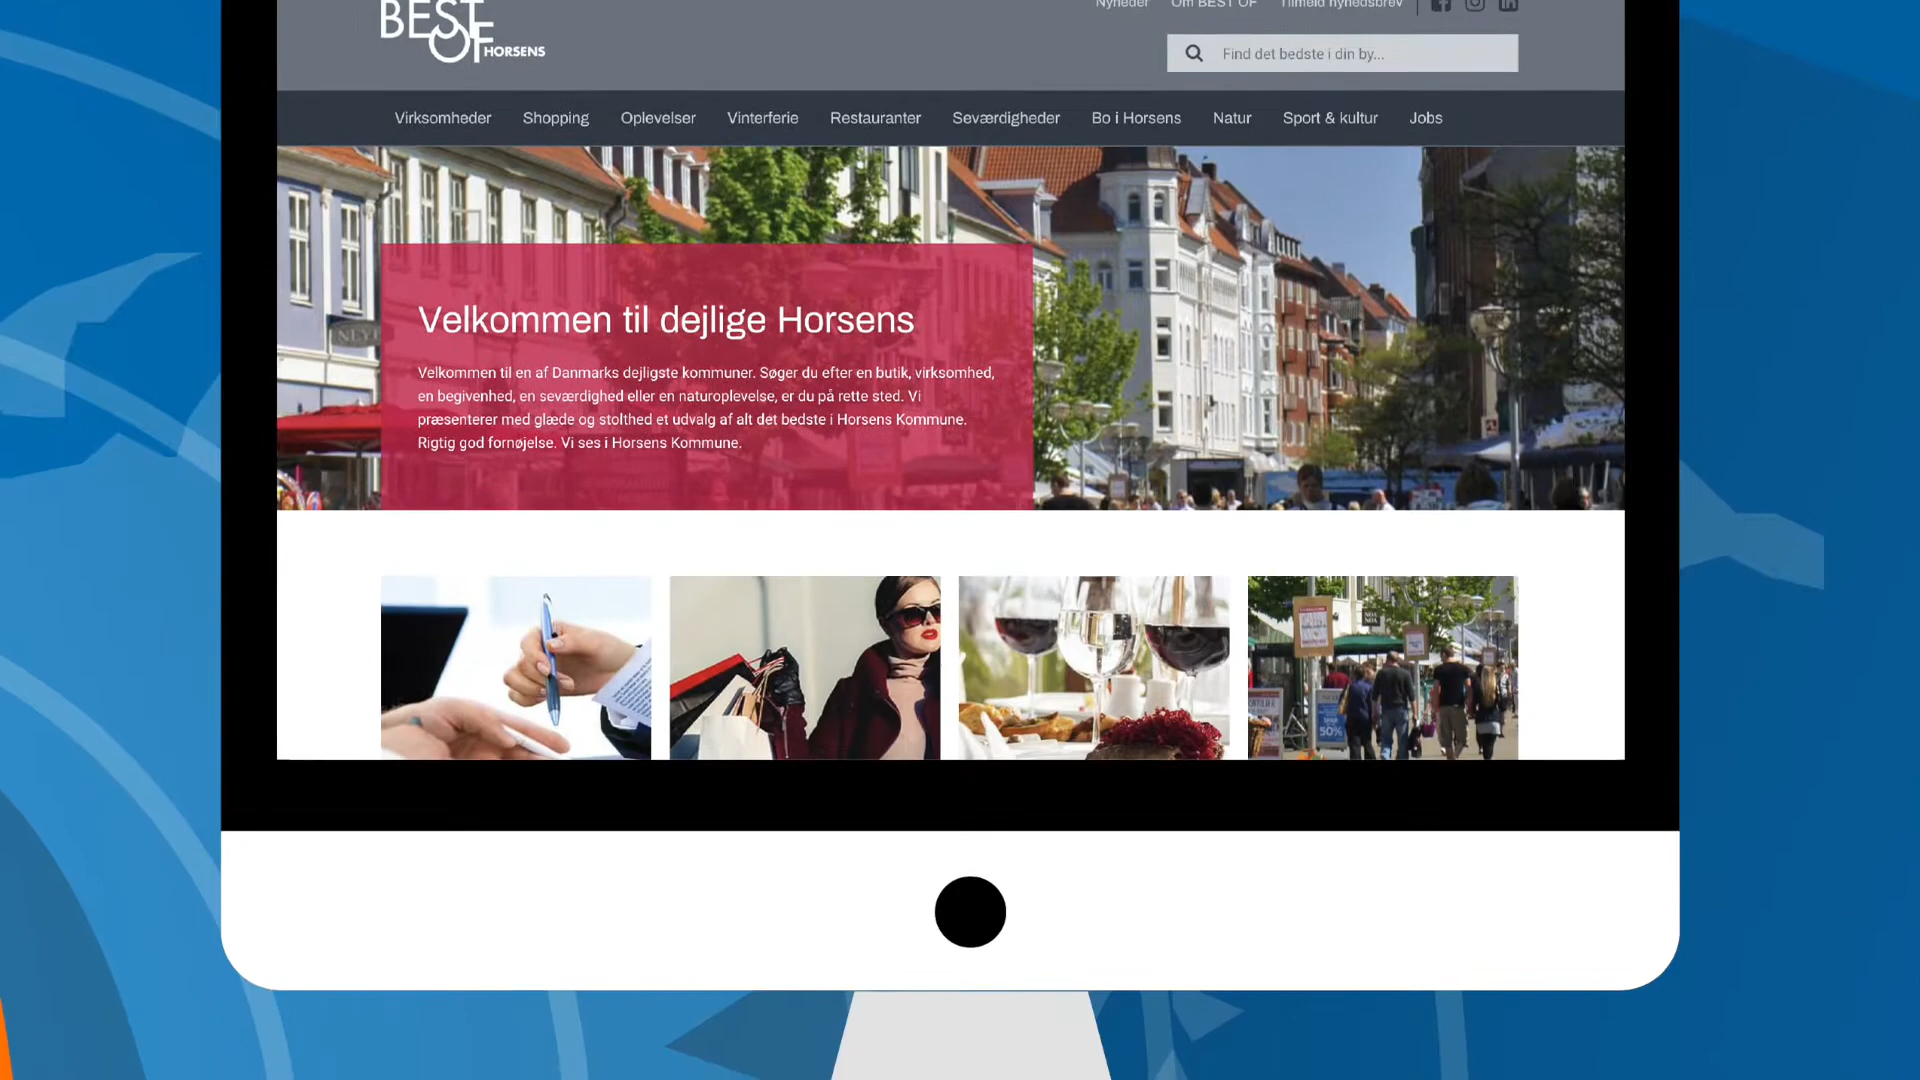 BEST
OF HORSENS
Nyheder Om BEST OF Tilmeld nyhedsbrev
Find det bedste i din by...
Virksomheder Shopping Oplevelser Vinterferie Restauranter Seværdigheder Bo i Horsens Natur Sport & kultur Jobs
Velkommen til dejlige Horsens
Velkommen til en af Danmarks dejligste kommuner. Søger du efter en butik, virksomhed,
en begivenhed, en seværdighed eller en naturoplevelse, er du på rette sted. Vi
præsenterer med glæde og stolthed et udvalg af alt det bedste i Horsens Kommune.
Rigtig god fornøjelse. Vi ses i Horsens Kommune.
50%